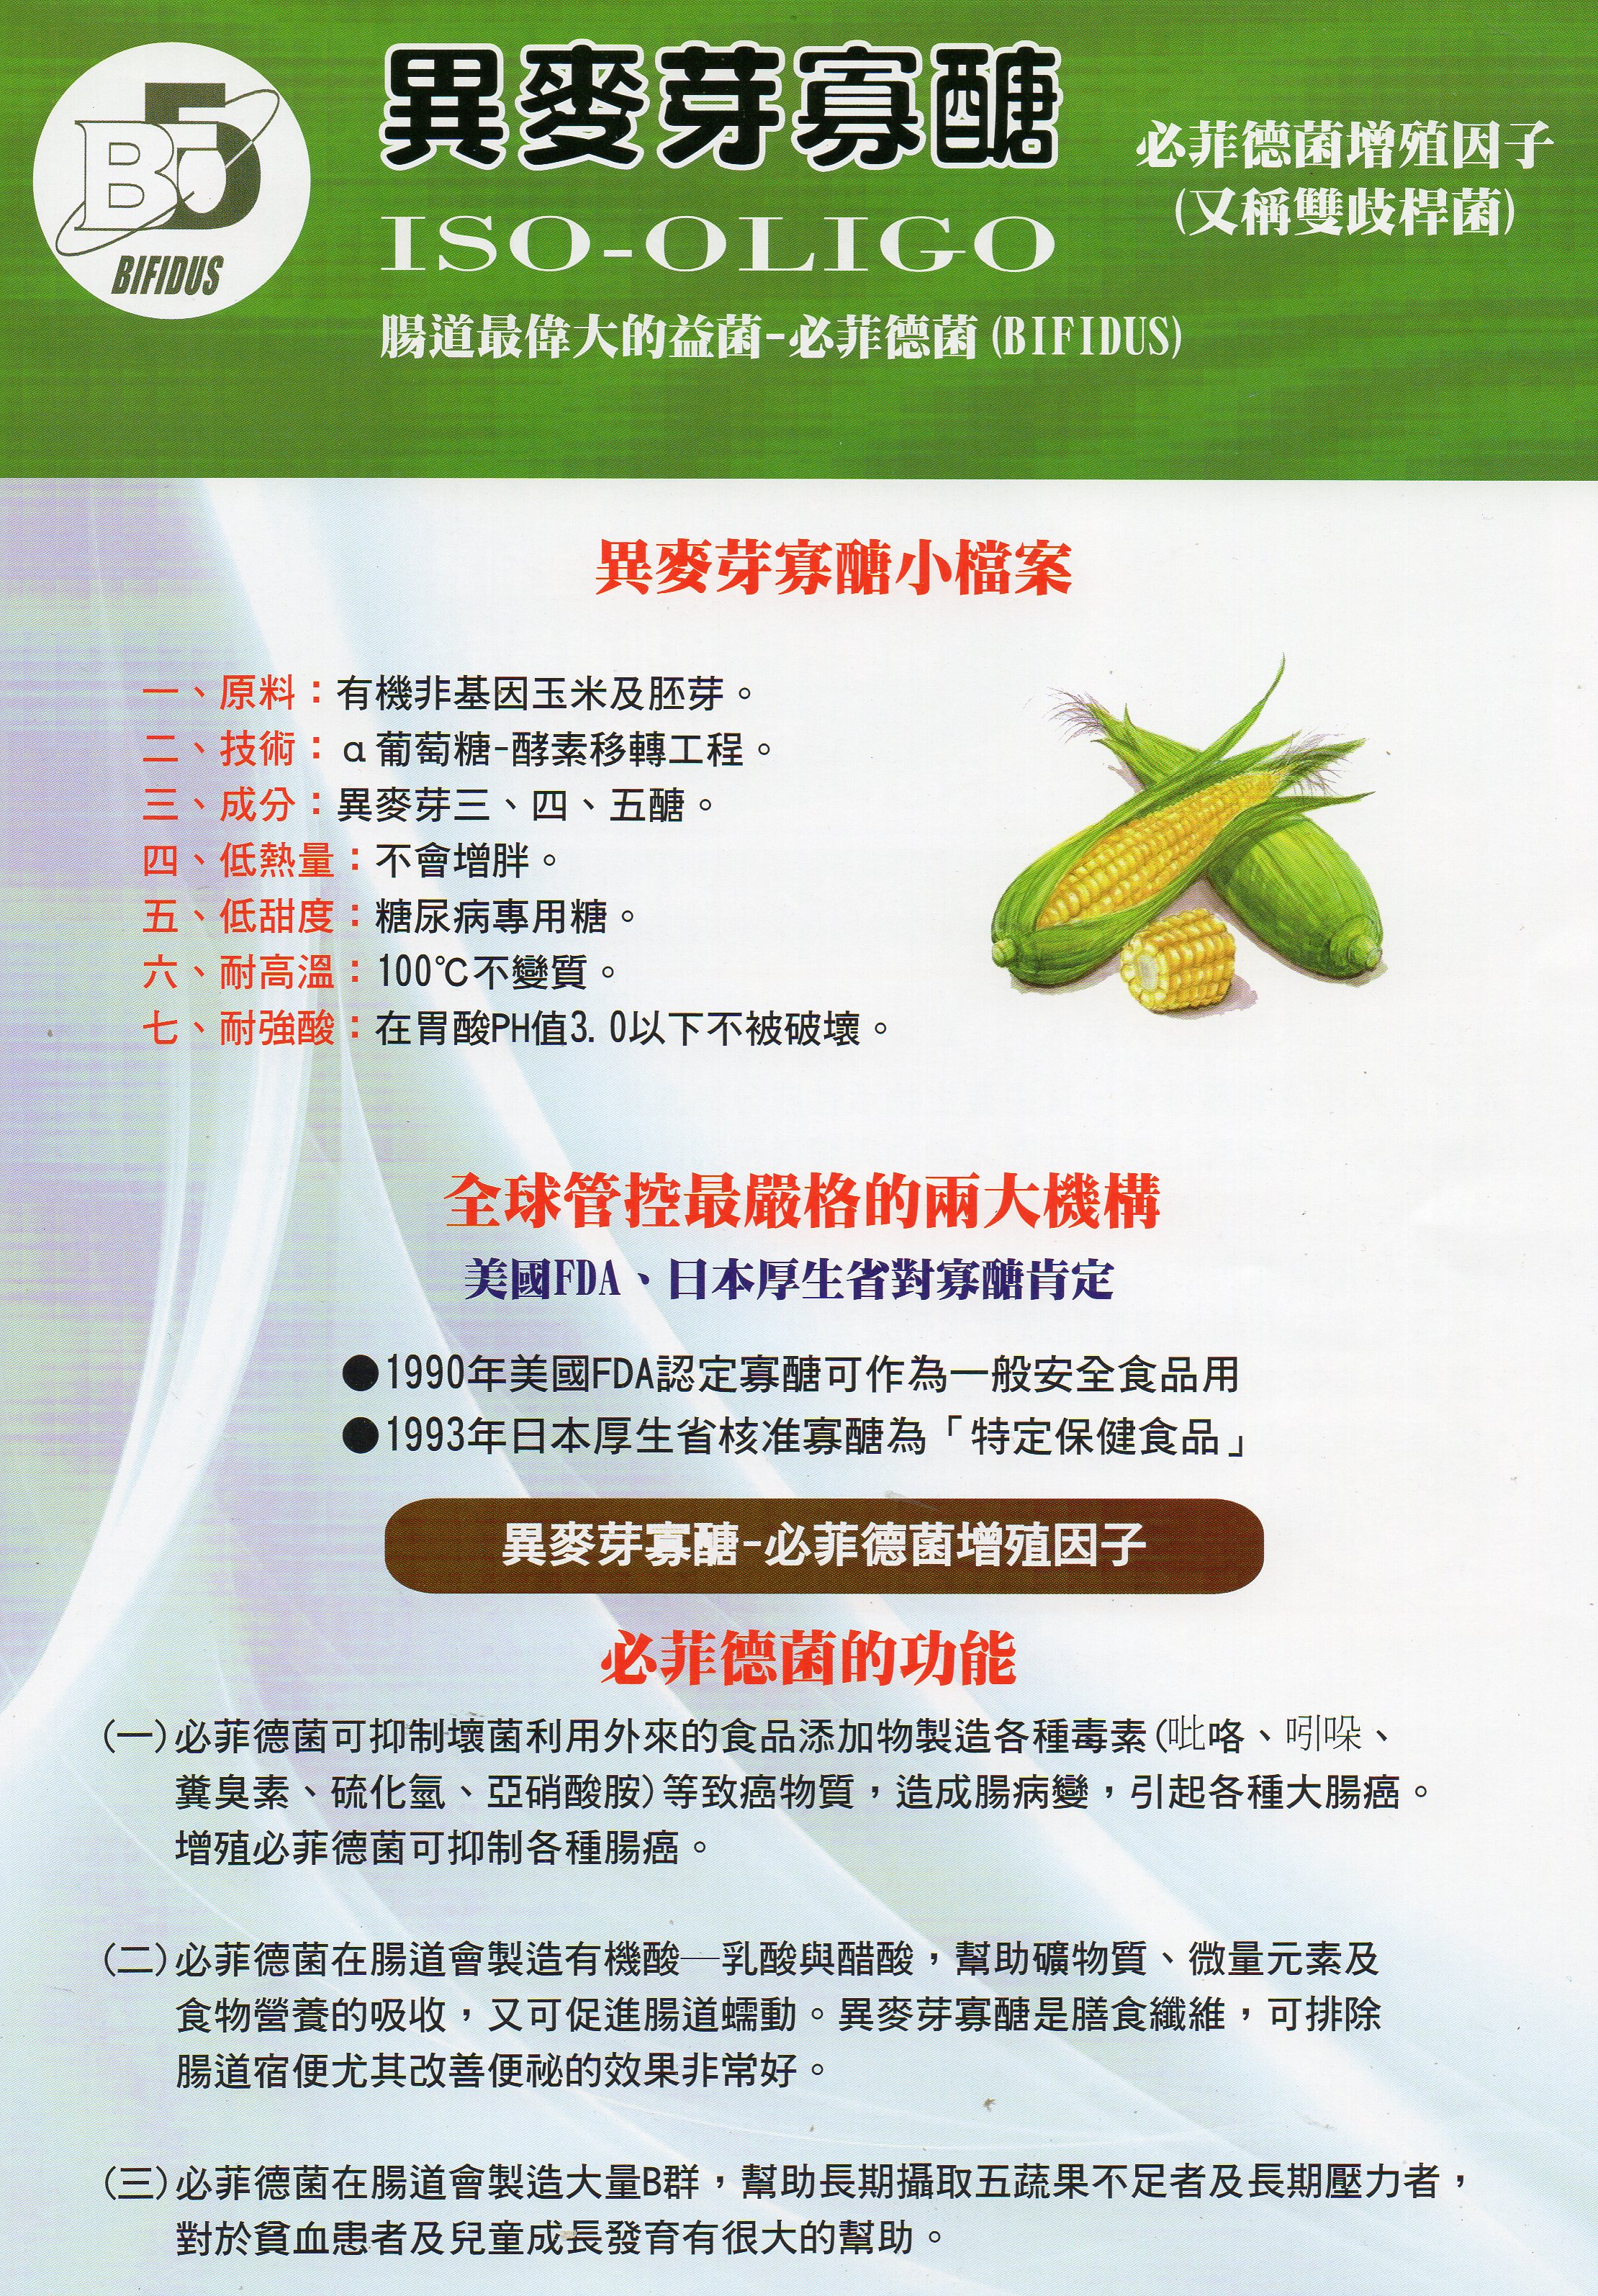 B5
BIFIDUS
異麥芽寡醣
ISO-OLIGO
必菲德菌增殖因子
(又稱雙歧桿菌)
腸道最偉大的益菌-必菲德菌(BIFIDUS)
異麥芽寡醣小檔案
一、原料：有機非基因玉米及胚芽。
二、技術：α葡萄糖-酵素移轉工程。
三、成分：異麥芽三、四、五醣。
四、低熱量：不會增胖。
五、低甜度：糖尿病專用糖。
六、耐高溫：100℃不變質。
七、耐強酸：在胃酸PH值3.0以下不被破壞。
全球管控最嚴格的兩大機構
美國FDA、日本厚生省對寡醣肯定
●1990年美國FDA認定寡醣可作為一般安全食品用
●1993年日本厚生省核准寡醣為「特定保健食品」
異麥芽寡醣-必菲德菌增殖因子
必菲德菌的功能
(一)必菲德菌可抑制壞菌利用外來的食品添加物製造各種毒素(吡咯、吲哚、
糞臭素、硫化氫、亞硝酸胺)等致癌物質，造成腸病變，引起各種大腸癌。
增殖必菲德菌可抑制各種腸癌。
(二)必菲德菌在腸道會製造有機酸─乳酸與醋酸，幫助礦物質、微量元素及
食物營養的吸收，又可促進腸道蠕動。異麥芽寡醣是膳食纖維，可排除
腸道宿便尤其改善便祕的效果非常好。
(三)必菲德菌在腸道會製造大量B群，幫助長期攝取五蔬果不足者及長期壓力者，
對於貧血患者及兒童成長發育有很大的幫助。